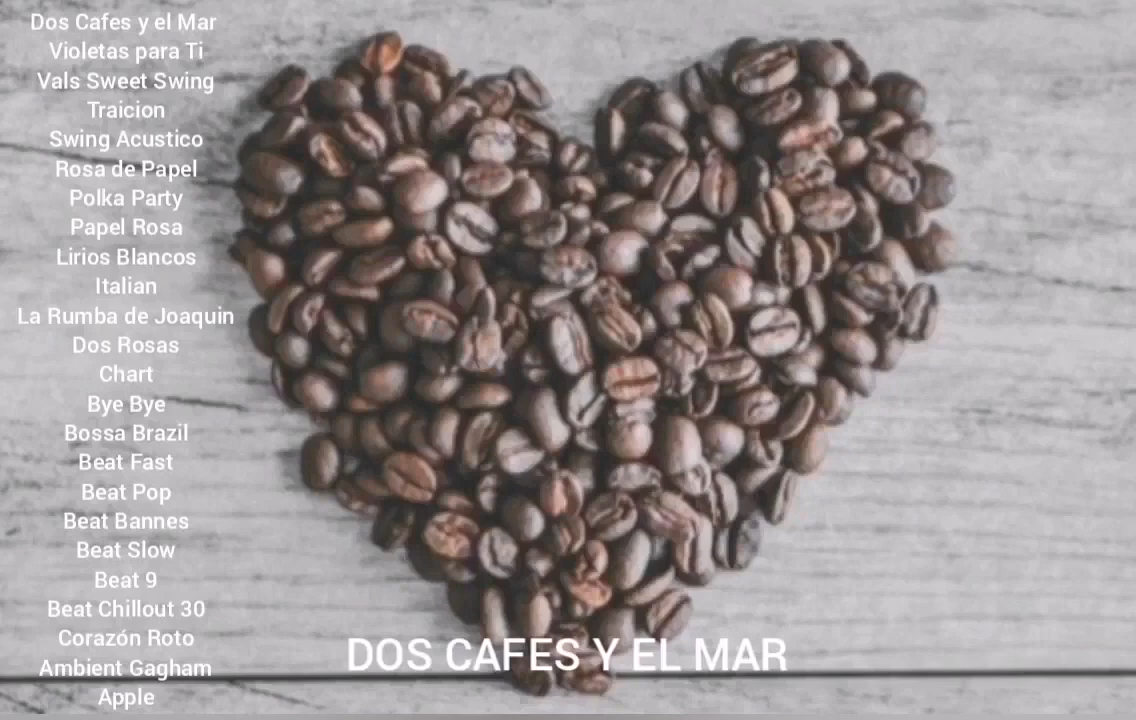 Dos Cafes y el Mar
Violetas para Ti
Vals Sweet Swing
Traicion
Swing Acustico
Rosa de Papel
Polka Party
Papel Rosa
Lirios Blancos
Italian
La Rumba de Joaquin
Dos Rosas
Chart
Bye Bye
Bossa Brazil
Beat Fast
Beat Pop
Beat Bannes
Beat Slow
Beat 9
Beat Chillout 30
Corazón Roto
Ambient Gagham
Apple
DOS CAFES Y EL MAR